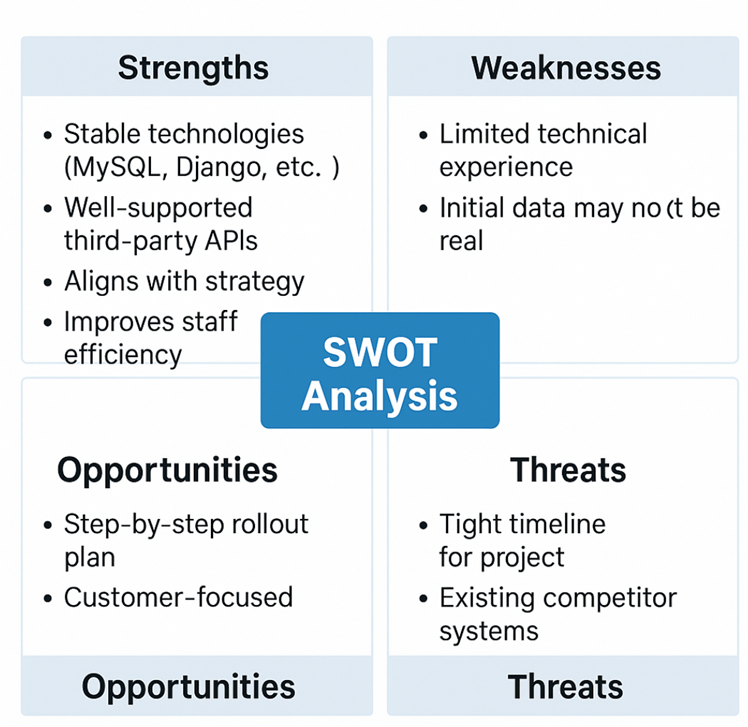 Strengths
• Stable technologies
(MySQL, Django, etc. )
• Well-supported
third-party APIs
• Aligns with strategy
• Improves staff
efficiency
Weaknesses
• Limited technical
experience
• Initial data may no(t be
real
SWOT
Analysis
Opportunities
• Step-by-step rollout
plan
• Customer-focused
Opportunities
Threats
• Tight timeline
for project
• Existing competitor
systems
Threats